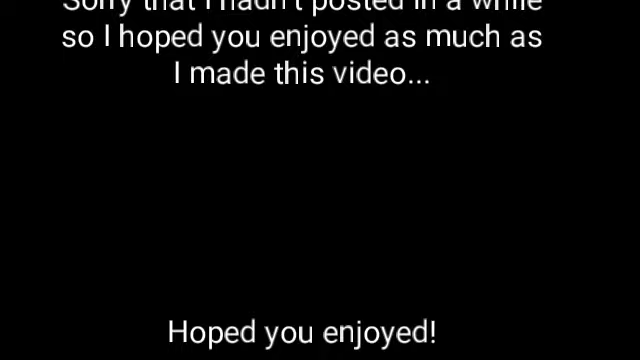 Sorry that I hadn't posted in a while
so I hoped you enjoyed as much as
I made this video...
Hoped you enjoyed!